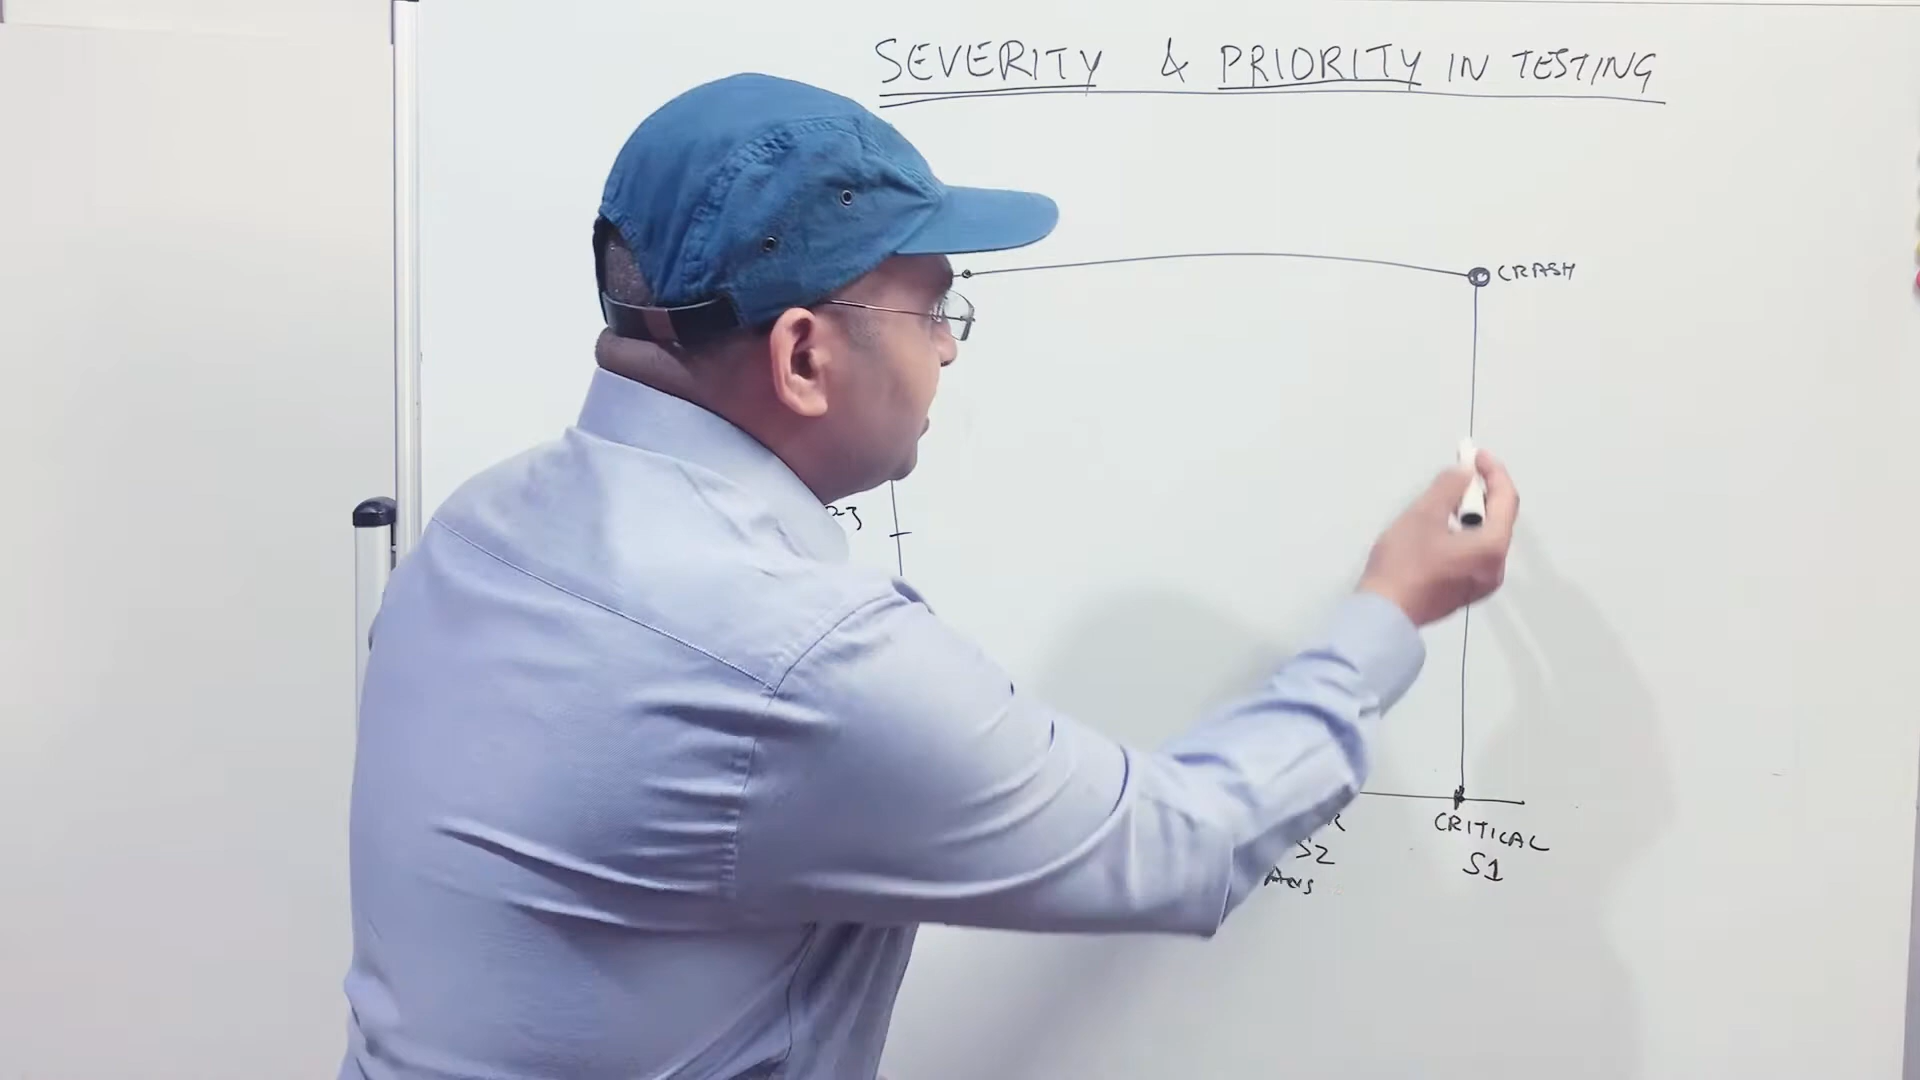 SEVERITY & PRIORITY IN TESTING
CRASH
CRITICAL
S2
S1